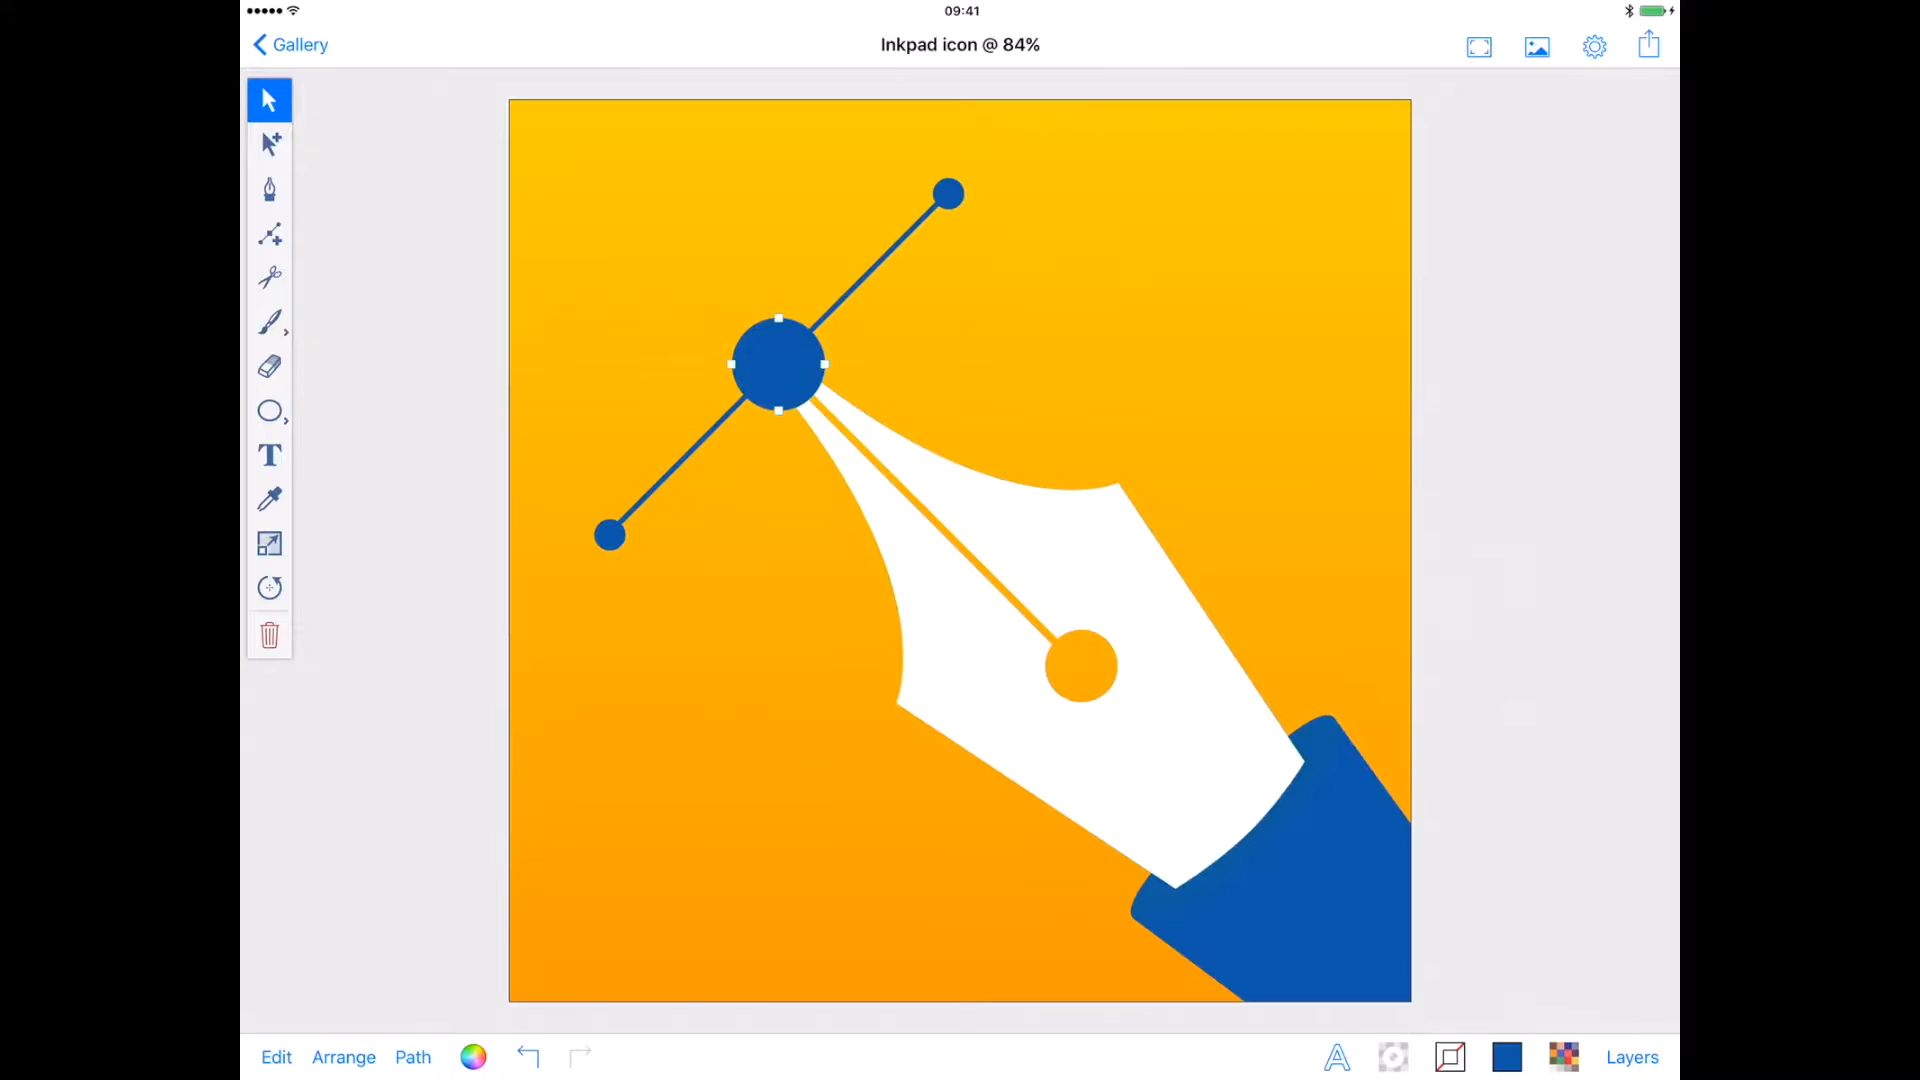 09:41
Gallery
Inkpad icon @ 84%
T
Edit Arrange Path
A
Layers